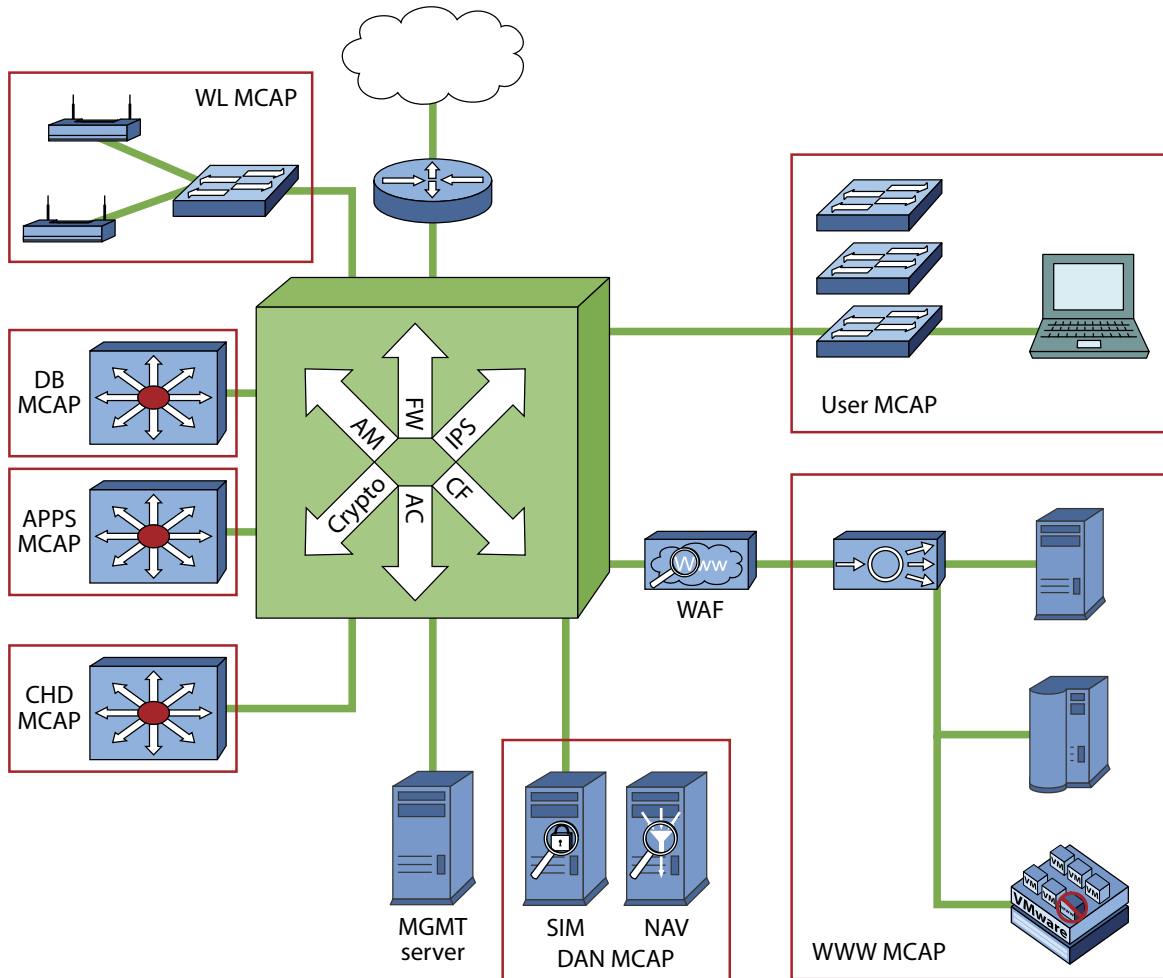 WL MCAP
DB
MCAP
APPS
MCAP
CHD
MCAP
AM
FW
IPS
Crypto
AC
CF
User MCAP
Www
WAF
MGMT
server
SIM
NAV
DAN MCAP
VM
VM
VM
VM
VM
VM
VMware
WWW MCAP